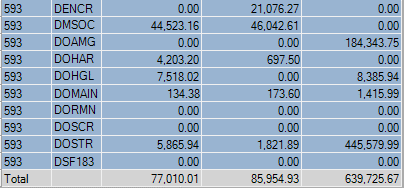 593 DENCR 0.00 21,076.27 0.00
593 DMSOC 44,523.16 46,042.61 0.00
593 DOAMG 0.00 0.00 184,343.75
593 DOHAR 4,203.20 697.50 0.00
593 DOHGL 7,518.02 0.00 8,385.94
593 DOMAIN 134.38 173.60 1,415.99
593 DORMN 0.00 0.00 0.00
593 DOSCR 0.00 0.00 0.00
593 DOSTR 5,865.94 1,821.89 445,579.99
593 DSF183 0.00 0.00 0.00
Total 77,010.01 85,954.93 639,725.67